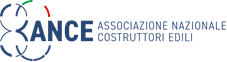 ANCE
ASSOCIAZIONE NAZIONALE
COSTRUTTORI EDILI